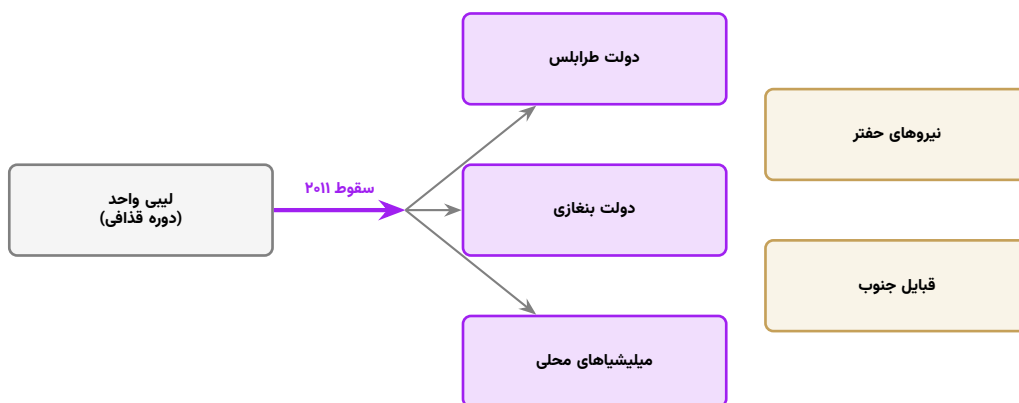 لیبی واحد
(دوره قذافی)
سقوط ۲۰۱۱
دولت طرابلس
دولت بنغازی
میلیشیاهای محلی
نیروهای حفتر
قبایل جنوب